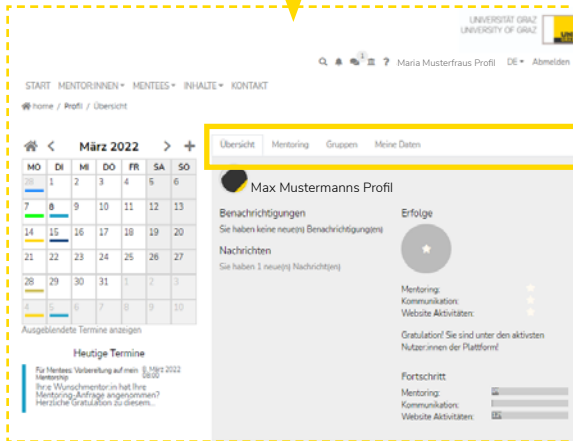 UNIVERSITÄT GRAZ
UNIVERSITY OF GRAZ
1
? Maria Musterfraus Profil DE Abmelden
START MENTOR:INNEN MENTEES INHALTE KONTAKT
home / Profil / Übersicht
März 2022
MO DI MI DO FR SA SO
28 1 2 3 4 5 6
7 8 9 10 11 12 13
14 15 16 17 18 19 20
21 22 23 24 25 26 27
28 29 30 31 1 2 3
4 5 6 7 8 9 10
Ausgeblendete Termine anzeigen
Heutige Termine
Für Mentees: Vorbereitung auf mein Mentorship
8. März 2022
08:00
Ihr:e Wunschmentor:in hat Ihre
Mentoring-Anfrage angenommen?
Herzliche Gratulation zu diesem...
Übersicht Mentoring Gruppen Meine Daten
Max Mustermanns Profil
Benachrichtigungen
Sie haben keine neue(n) Benachrichtigung(en)
Nachrichten
Sie haben 1 neue(n) Nachricht(en)
Erfolge
Mentoring:
Kommunikation:
Website Aktivitäten:
Gratulation! Sie sind unter den aktivsten
Nutzer:innen der Plattform!
Fortschritt
Mentoring:
Kommunikation:
Website Aktivitäten: